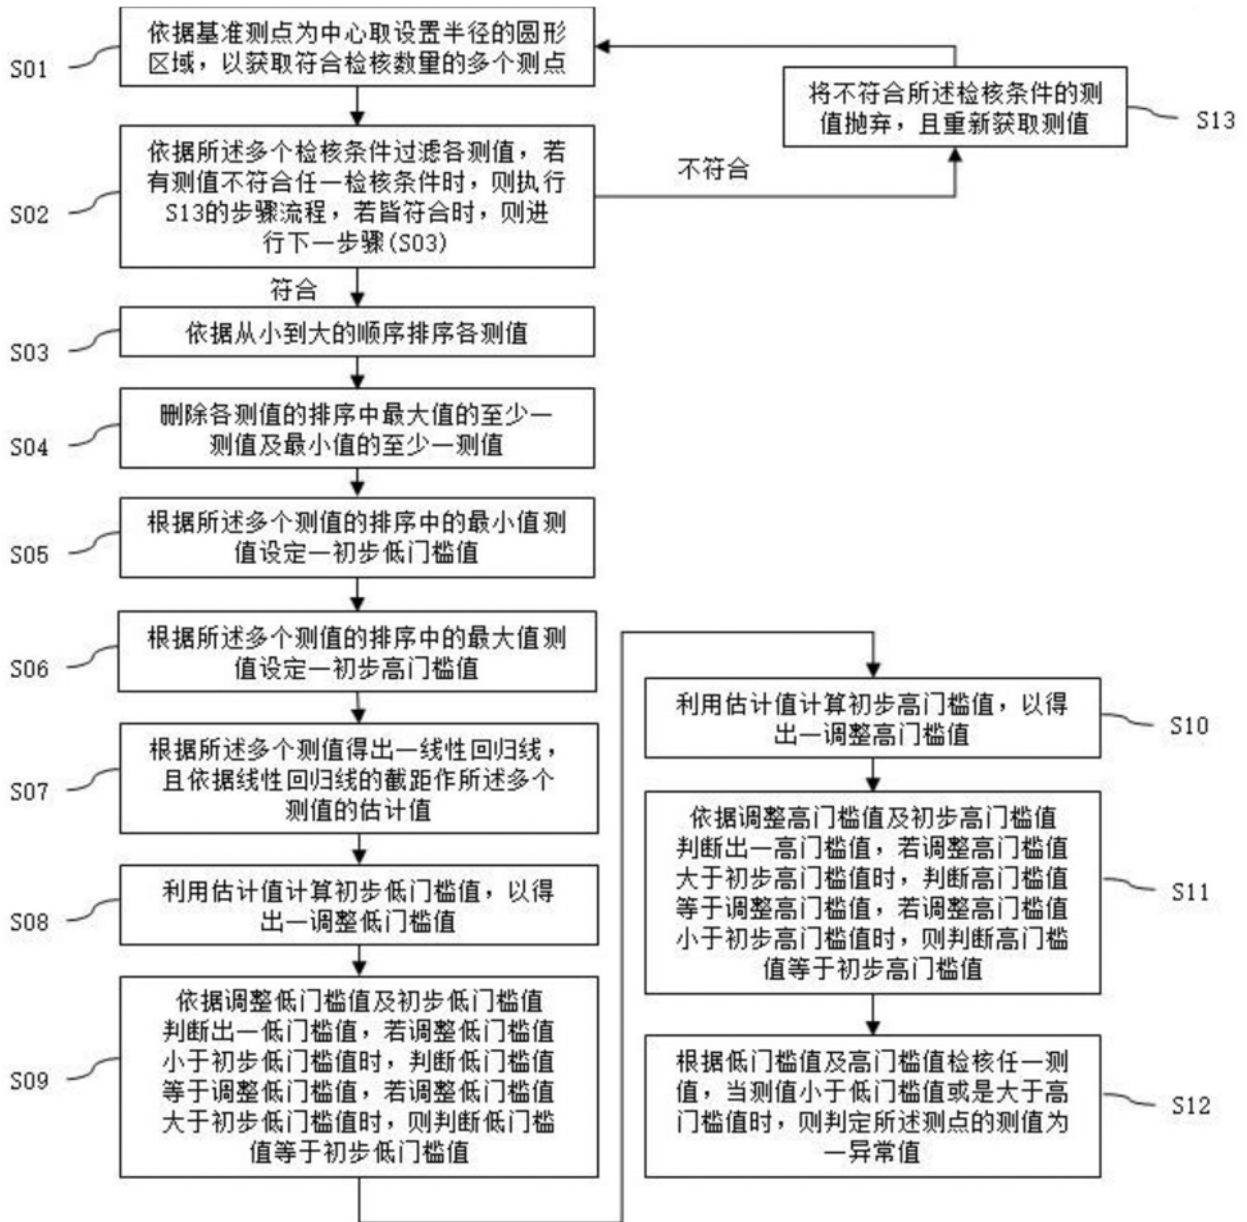 S01
依据基准测点为中心取设置半径的圆形
区域，以获取符合检核数量的多个测点
将不符合所述检核条件的测
值抛弃，且重新获取测值
S13
S02
依据所述多个检核条件过滤各测值，若
有测值不符合任一检核条件时，则执行
S13的步骤流程，若皆符合时，则进
行下一步骤(S03)
不符合
符合
S03
依据从小到大的顺序排序各测值
S04
删除各测值的排序中最大值的至少一
测值及最小值的至少一测值
S05
根据所述多个测值的排序中的最小值测
值设定一初步低门槛值
S06
根据所述多个测值的排序中的最大值测
值设定一初步高门槛值
S07
根据所述多个测值得出一线性回归线，
且依据线性回归线的截距作所述多个
测值的估计值
S08
利用估计值计算初步低门槛值，以得
出一调整低门槛值
S09
依据调整低门槛值及初步低门槛值
判断出一低门槛值，若调整低门槛值
小于初步低门槛值时，判断低门槛值
等于调整低门槛值，若调整低门槛值
大于初步低门槛值时，则判断低门槛
值等于初步低门槛值
利用估计值计算初步高门槛值，以得
出一调整高门槛值
S10
依据调整高门槛值及初步高门槛值
判断出一高门槛值，若调整高门槛值
大于初步高门槛值时，判断高门槛值
等于调整高门槛值，若调整高门槛值
小于初步高门槛值时，则判断高门槛
值等于初步高门槛值
S11
根据低门槛值及高门槛值检核任一测
值，当测值小于低门槛值或是大于高
门槛值时，则判定所述测点的测值为
一异常值
S12